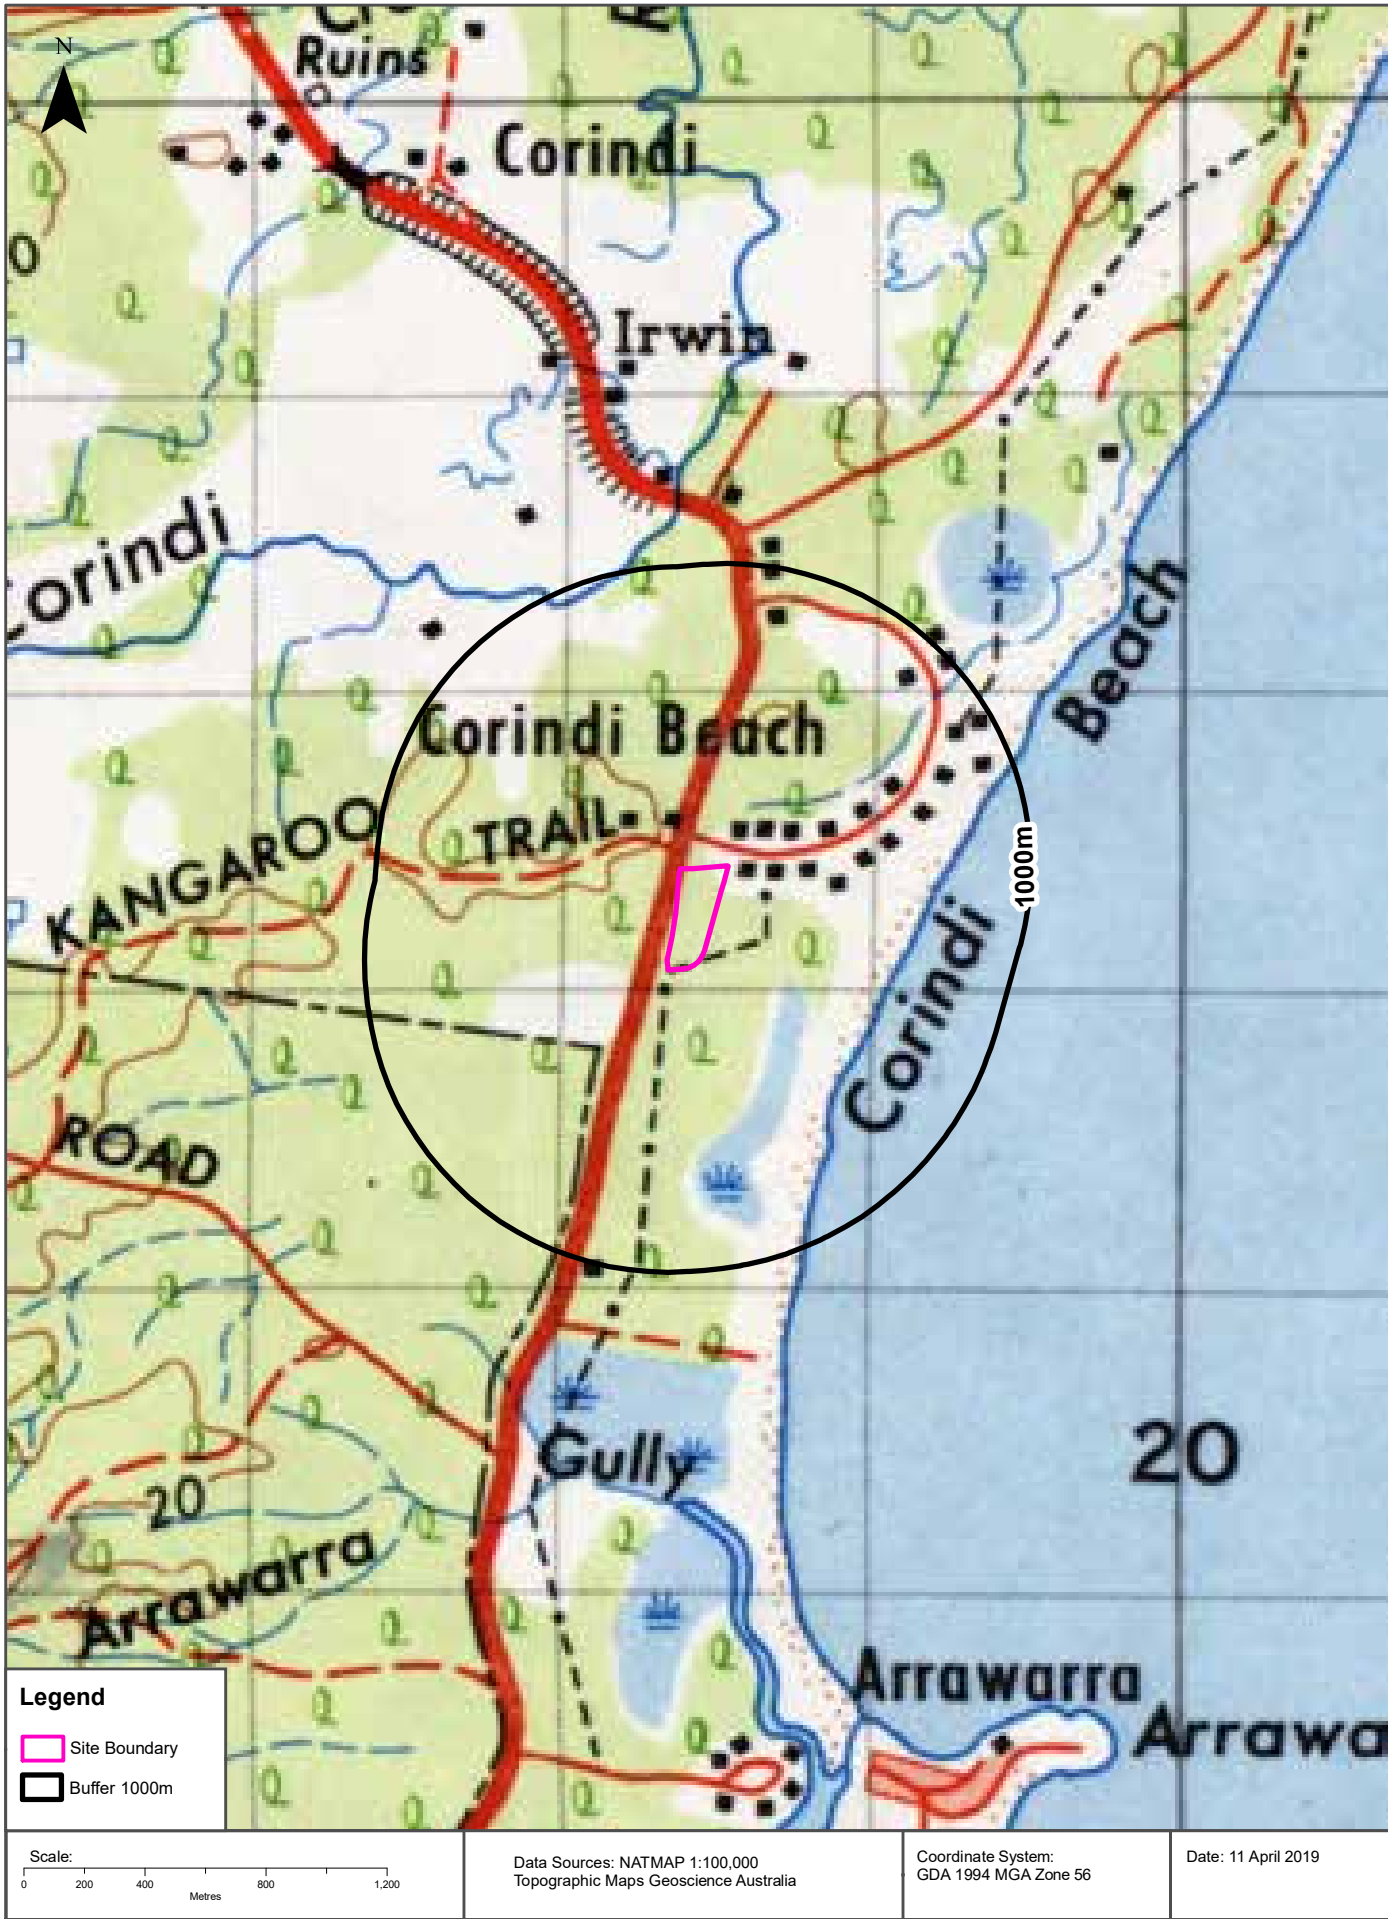 N
Ruins
Corindi
Irwin
Corindi
Beach
Corindi Beach
KANGAROO
TRAIL
1000m
Corindi
ROAD
20
Gully
20
Arrawarra
Arrawarra
Arrawa
Legend
Site Boundary
Buffer 1000m
Scale:
0 200 400 800 1,200
Metres
Data Sources: NATMAP 1:100,000
Topographic Maps Geoscience Australia
Coordinate System:
GDA 1994 MGA Zone 56
Date: 11 April 2019